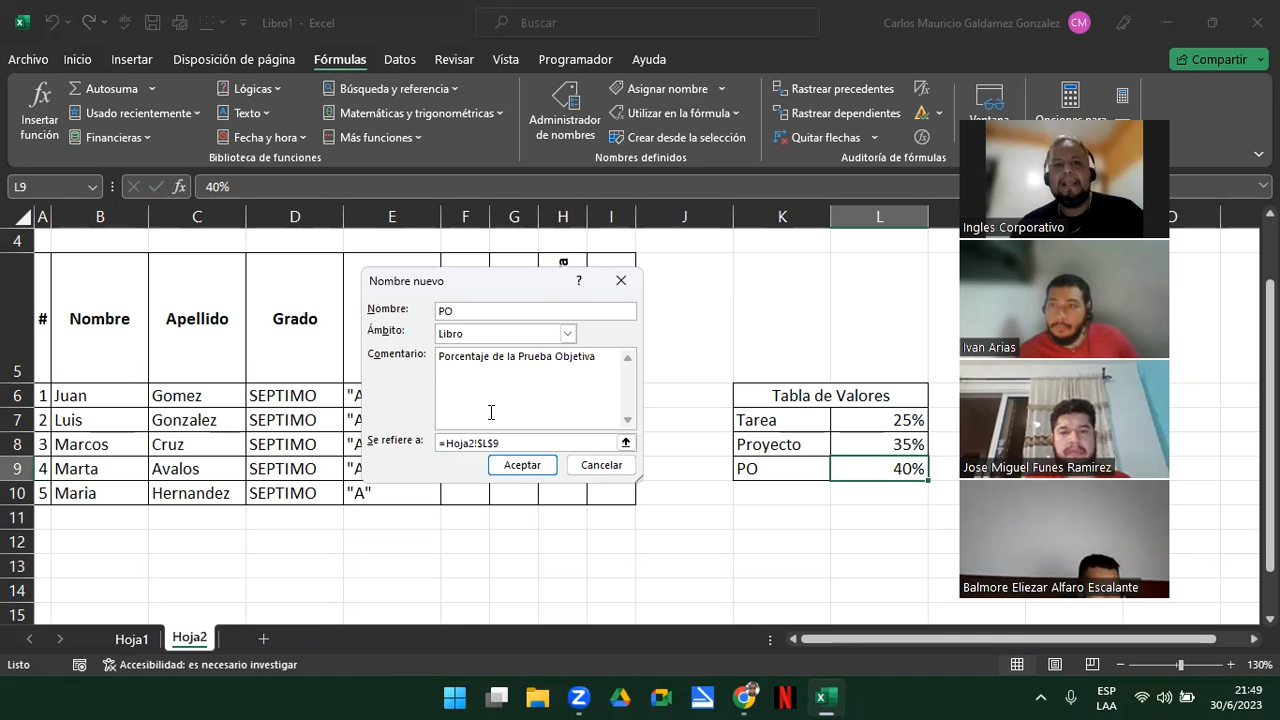 Libro1 - Excel
Buscar
Carlos Mauricio Galdamez Gonzalez
CM
Archivo Inicio Insertar Disposición de página Fórmulas Datos Revisar Vista Programador Ayuda
Compartir
fx
Insertar función
Autosuma
Usado recientemente
Financieras
Lógicas
Texto
Fecha y hora
Búsqueda y referencia
Matemáticas y trigonométricas
Más funciones
Biblioteca de funciones
Administrador de nombres
Asignar nombre
Utilizar en la fórmula
Crear desde la selección
Nombres definidos
Rastrear precedentes
Rastrear dependientes
Quitar flechas
Auditoría de fórmulas
Ventana
Opciones para
L9
fx
40%
A B C D E F G H I J K L
4
5 # Nombre Apellido Grado
6 1 Juan Gomez SEPTIMO "A Tabla de Valores
7 2 Luis Gonzalez SEPTIMO "A Tarea 25%
8 3 Marcos Cruz SEPTIMO "A Proyecto 35%
9 4 Marta Avalos SEPTIMO "A PO 40%
10 5 Maria Hernandez SEPTIMO "A"
11
12
13
14
15
Nombre nuevo ?
Nombre: PO
Ámbito: Libro
Comentario: Porcentaje de la Prueba Objetiva
Se refiere a: =Hoja2!$L$9
Aceptar Cancelar
Ingles Corporativo
Ivan Arias
Jose Miguel Funes Ramirez
Balmore Eliezar Alfaro Escalante
Hoja1 Hoja2
Listo
Accesibilidad: es necesario investigar
130%
ESP
LAA
21:49
30/6/2023